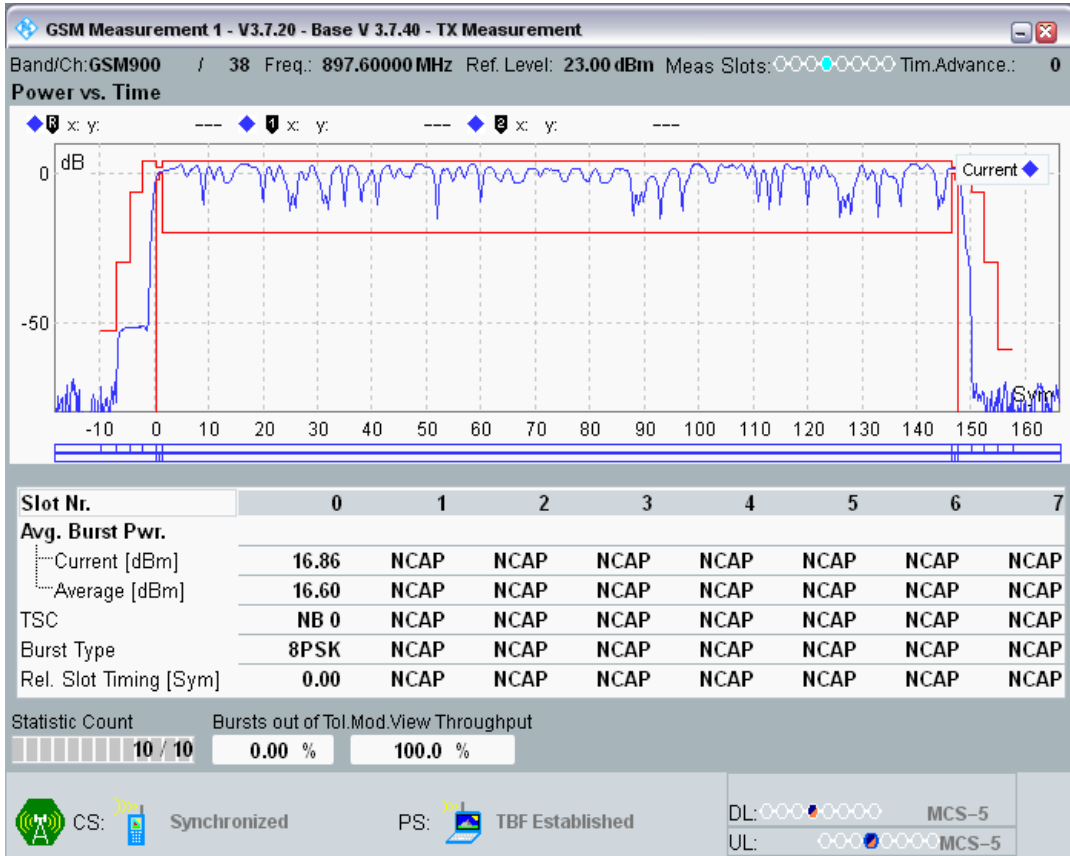 GSM Measurement 1 - V3.7.20 - Base V 3.7.40 - TX Measurement
Band/Ch:GSM900 / 38 Freq.: 897.60000 MHz Ref. Level: 23.00 dBm Meas Slots: Tim.Advance.: 0
Power vs. Time
R x: y: --- 1 x: y: --- 2 x: y: ---
dB
Current
0
-50
Sym
-10 0 10 20 30 40 50 60 70 80 90 100 110 120 130 140 150 160
Slot Nr. 0 1 2 3 4 5 6 7
Avg. Burst Pwr.
Current [dBm] 16.86 NCAP NCAP NCAP NCAP NCAP NCAP NCAP
Average [dBm] 16.60 NCAP NCAP NCAP NCAP NCAP NCAP NCAP
TSC NB 0 NCAP NCAP NCAP NCAP NCAP NCAP NCAP
Burst Type 8PSK NCAP NCAP NCAP NCAP NCAP NCAP NCAP
Rel. Slot Timing [Sym] 0.00 NCAP NCAP NCAP NCAP NCAP NCAP NCAP
Statistic Count Bursts out of Tol. Mod.View Throughput
10 / 10 0.00 % 100.0 %
CS: Synchronized PS: TBF Established
DL: MCS-5
UL: MCS-5